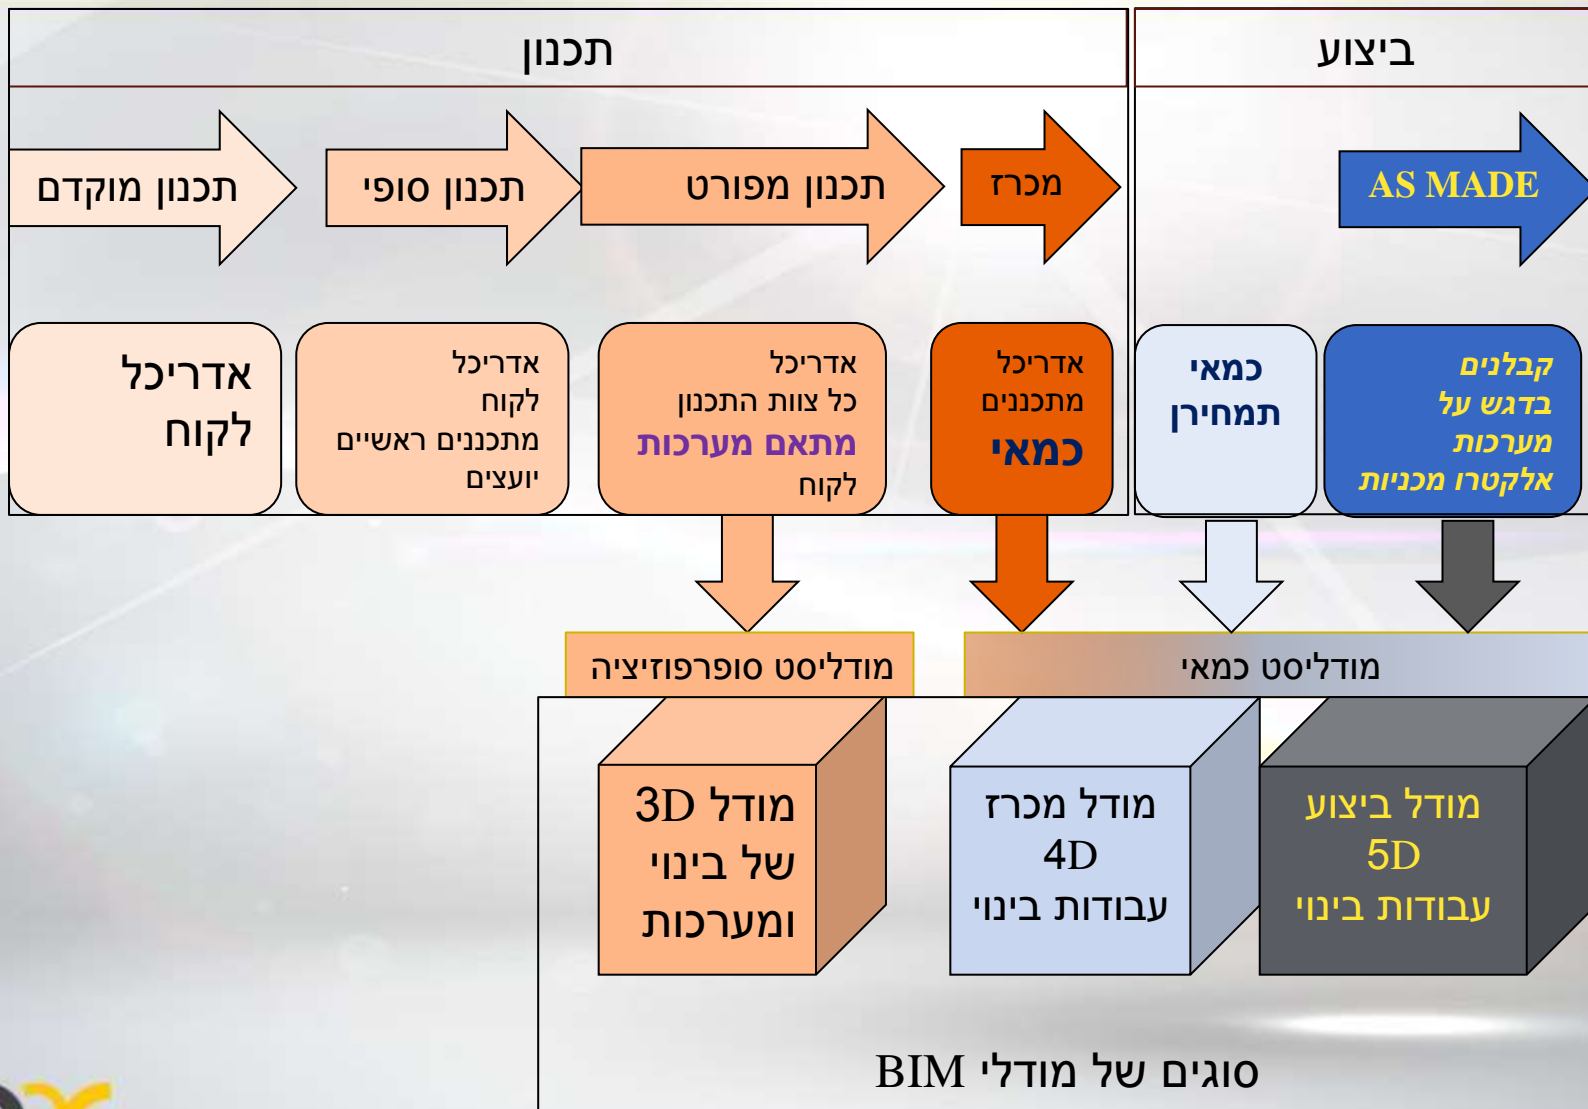 תכנון
ביצוע
תכנון מוקדם
תכנון סופי
תכנון מפורט
מכרז
AS MADE
אדריכל
לקוח
אדריכל
לקוח
מתכננים ראשיים
יועצים
אדריכל
כל צוות התכנון
מתאם מערכות
לקוח
אדריכל
מתכננים
כמאי
כמאי
תמחירן
קבלנים
בדגש על
מערכות
אלקטרו מכניות
מודליסט סופרפוזיציה
מודליסט כמאי
מודל 3D
של בינוי
ומערכות
מודל מכרז
4D
עבודות בינוי
מודל ביצוע
5D
עבודות בינוי
סוגים של מודלי BIM